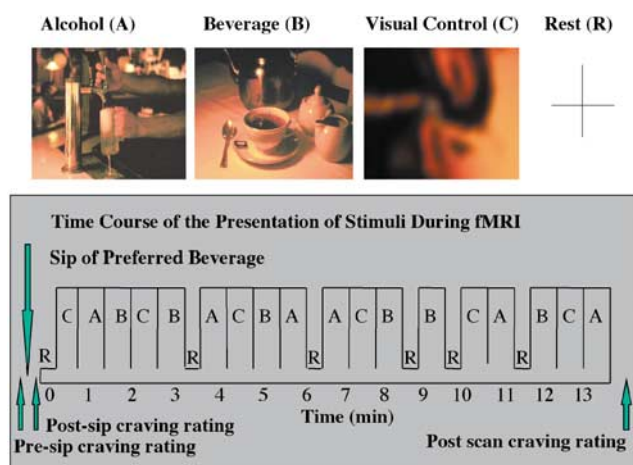 Alcohol (A) Beverage (B) Visual Control (C) Rest (R)
Time Course of the Presentation of Stimuli During fMRI
Sip of Preferred Beverage
C A B C B A C B A A C B B C A B C A
R R R R R R
0 1 2 3 4 5 6 7 8 9 10 11 12 13
Time (min)
Post-sip craving rating
Pre-sip craving rating
Post scan craving rating